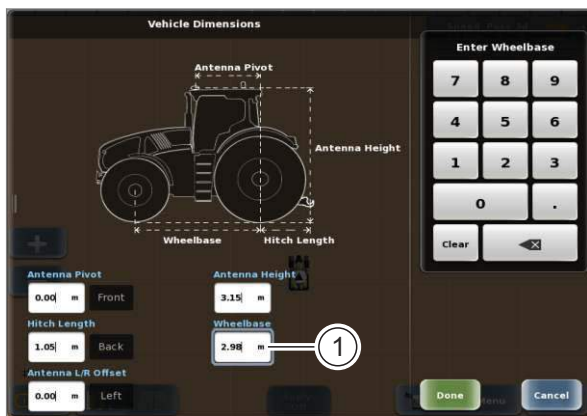 Vehicle Dimensions
Enter Wheelbase
Antenna Pivot
7 8 9
Antenna Height
4 5 6
1 2 3
0 .
Wheelbase Hitch Length
Clear
Antenna Pivot Antenna Height
0.00 m Front 3.15 m
Hitch Length Wheelbase
1.05 m Back 2.98 m 1
Antenna L/R Offset
0.00 m Left
Done Cancel